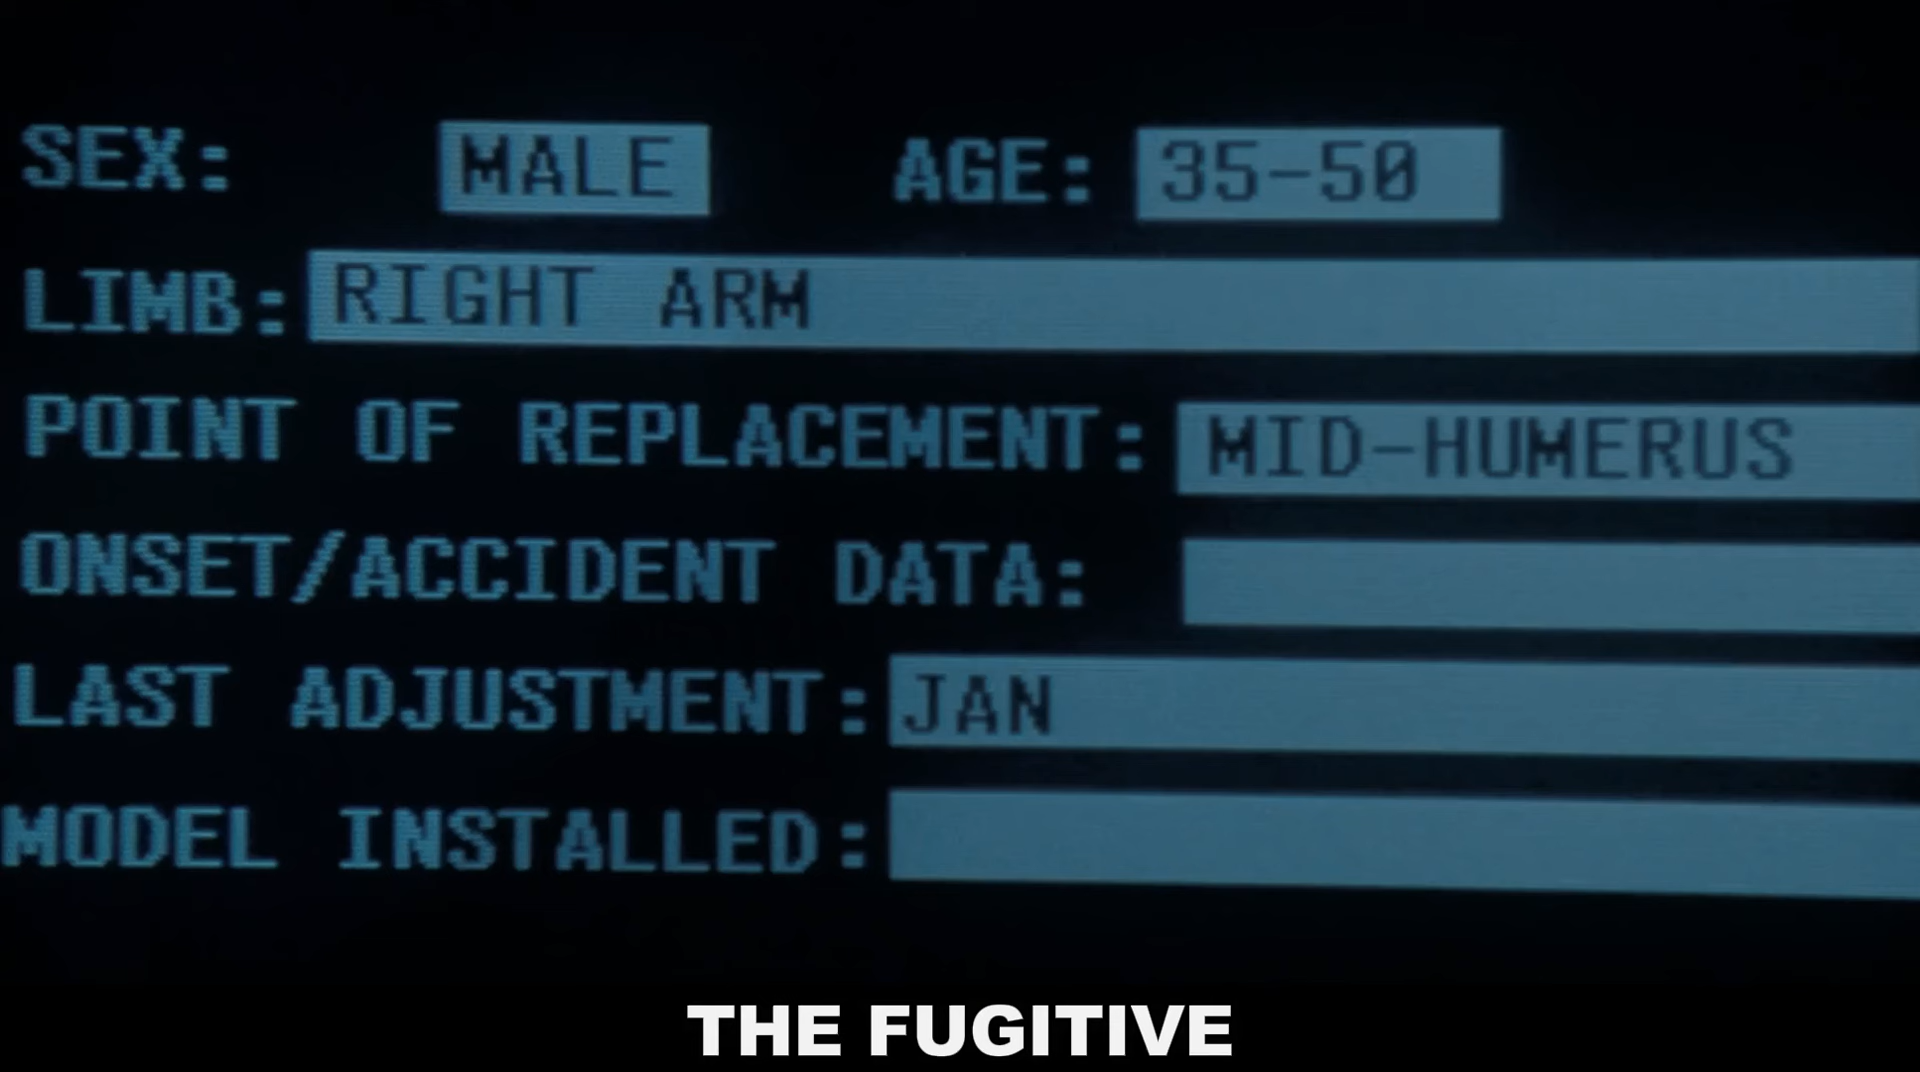 SEX: MALE AGE: 35-50
LIMB: RIGHT ARM
POINT OF REPLACEMENT: MID-HUMERUS
ONSET/ACCIDENT DATA:
LAST ADJUSTMENT: JAN
MODEL INSTALLED:
THE FUGITIVE